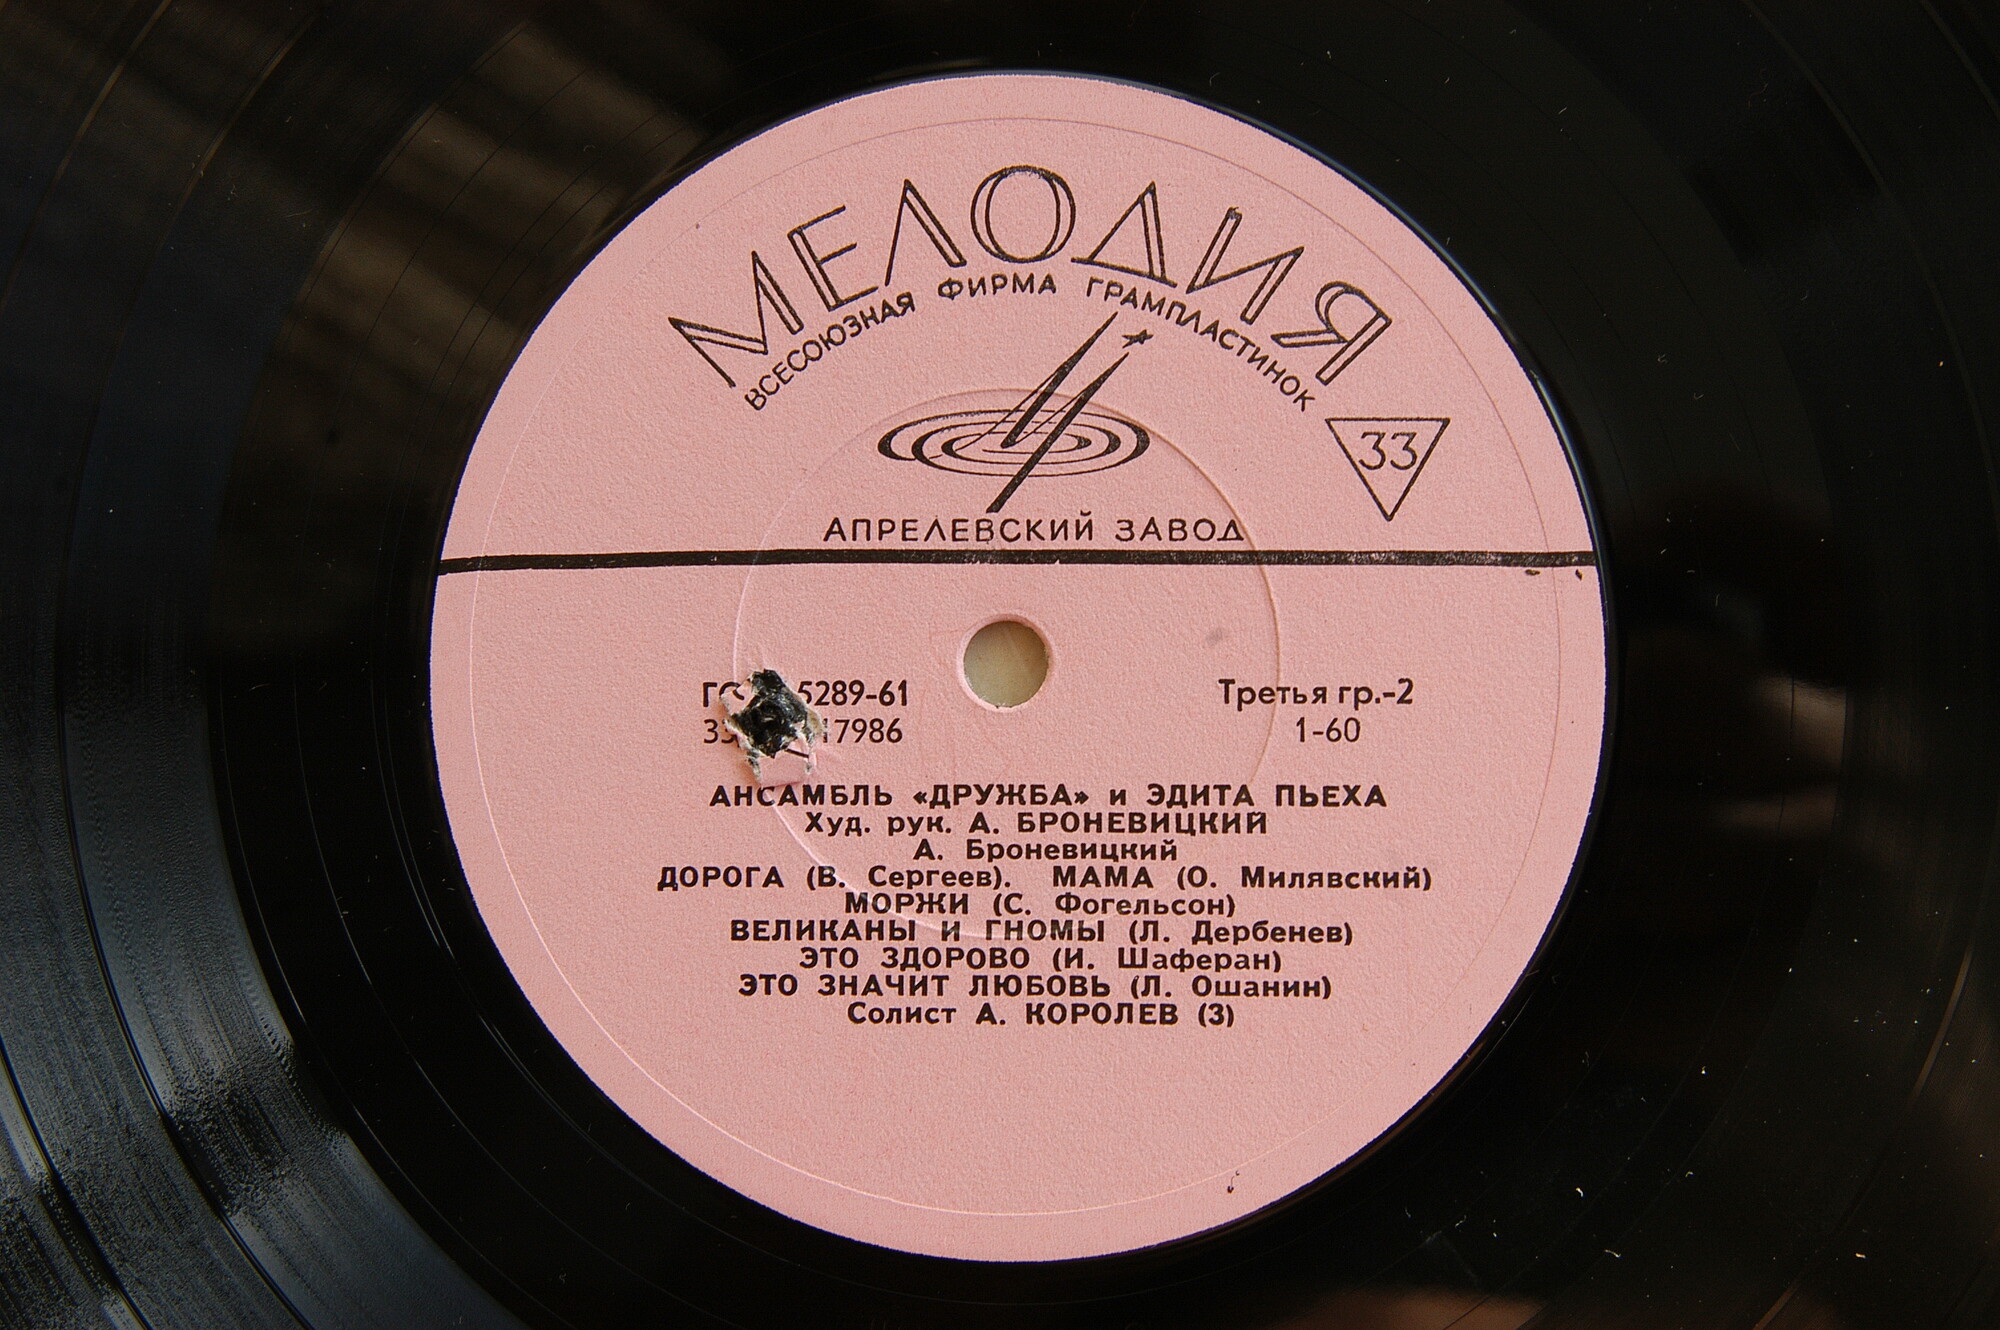 МЕЛОДИЯ
ВСЕСОЮЗНАЯ ФИРМА ГРАМПЛАСТИНОК
33
АПРЕЛЕВСКИЙ ЗАВОД
5289-61 Третья гр.-2
17986 1-60
АНСАМБЛЬ «ДРУЖБА» и ЭДИТА ПЬЕХА
Худ. рук. А. БРОНЕВИЦКИЙ
А. Броневицкий
ДОРОГА (В. Сергеев). МАМА (О. Милявский)
МОРЖИ (С. Фогельсон)
ВЕЛИКАНЫ И ГНОМЫ (Л. Дербенев)
ЭТО ЗДОРОВО (И. Шаферан)
ЭТО ЗНАЧИТ ЛЮБОВЬ (Л. Ошанин)
Солист А. КОРОЛЕВ (3)